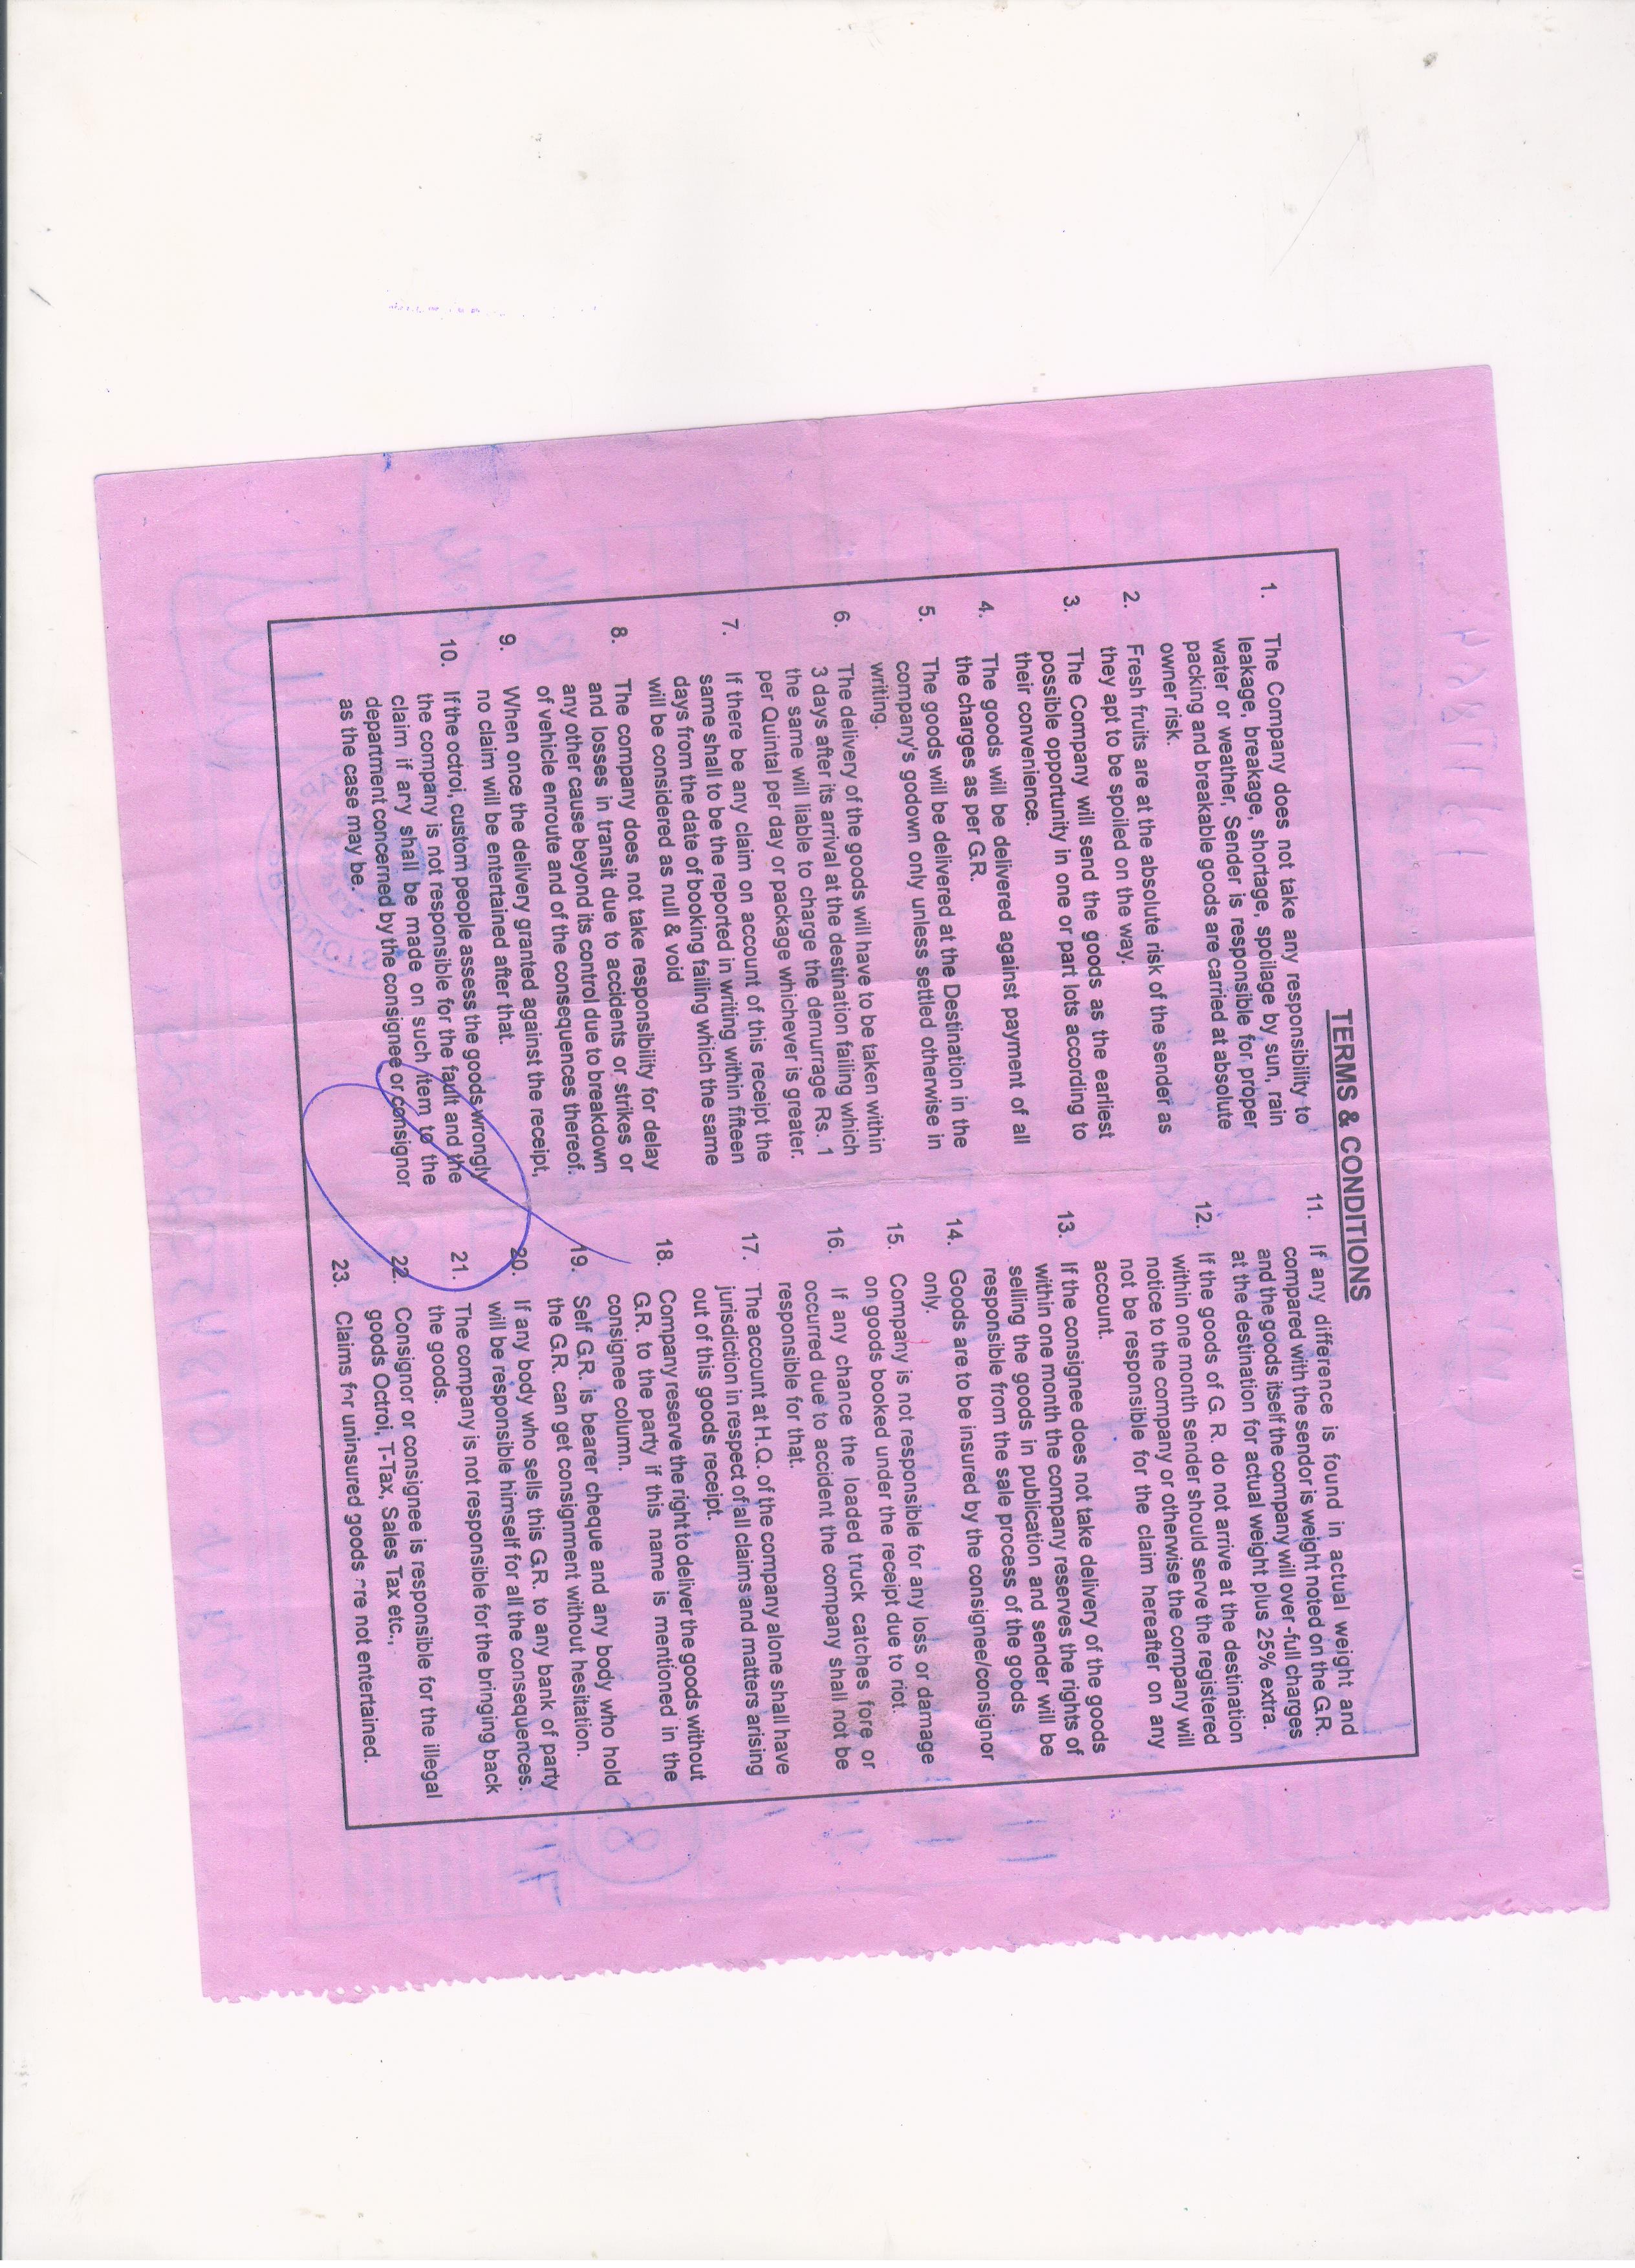 TERMS & CONDITIONS
1. The Company does not take any responsibility to
leakage, breakage, shortage, spoilage by sun, rain
water or weather, Sender is responsible for proper
packing and breakable goods are carried at absolute
owner risk.
2. Fresh fruits are at the absolute risk of the sender as
they apt to be spoiled on the way.
3. The Company will send the goods as the earliest
possible opportunity in one or part lots according to
their convenience.
4. The goods will be delivered against payment of all
the charges as per G.R.
5. The goods will be delivered at the Destination in the
company's godown only unless settled otherwise in
writing.
6. The delivery of the goods will have to be taken within
3 days after its arrival at the destination failing which
the same will liable to charge the demurrage Rs. 1
per Quintal per day or package whichever is greater.
7. If there be any claim on account of this receipt the
same shall to be the reported in writing within fifteen
days from the date of booking failing which the same
will be considered as null & void
8. The company does not take responsibility for delay
and losses in transit due to accidents or strikes or
any other cause beyond its control due to breakdown
of vehicle enroute and of the consequences thereof.
9. When once the delivery granted against the receipt,
no claim will be entertained after that.
10. If the octroi, custom people assess the goods wrongly
the company is not responsible for the fault and the
claim if any shall be made on such item to the
department concerned by the consignee or consignor
as the case may be.
11. If any difference is found in actual weight and
compared with the sendor is weight noted on the G.R.
and the goods itself the company will over-full charges
at the destination for actual weight plus 25% extra.
12. If the goods of G. R. do not arrive at the destination
within one month sender should serve the registered
notice to the company or otherwise the company will
not be responsible for the claim hereafter on any
account.
13. If the consignee does not take delivery of the goods
within one month the company reserves the rights of
selling the goods in publication and sender will be
responsible from the sale process of the goods
14. Goods are to be insured by the consignee/consignor
only.
15. Company is not responsible for any loss or damage
on goods booked under the receipt due to riot.
16. If any chance the loaded truck catches fore or
occurred due to accident the company shall not be
responsible for that.
17. The account at H.Q. of the company alone shall have
jurisdiction in respect of all claims and matters arising
out of this goods receipt.
18. Company reserve the right to deliver the goods without
G.R. to the party if this name is mentioned in the
consignee column.
19. Self G.R. is bearer cheque and any body who hold
the G.R. can get consignment without hesitation.
20. If any body who sells this G.R. to any bank of party
will be responsible himself for all the consequences.
21. The company is not responsible for the bringing back
the goods.
22. Consignor or consignee is responsible for the illegal
goods Octroi, T-Tax, Sales Tax etc.,
23. Claims for uninsured goods are not entertained.